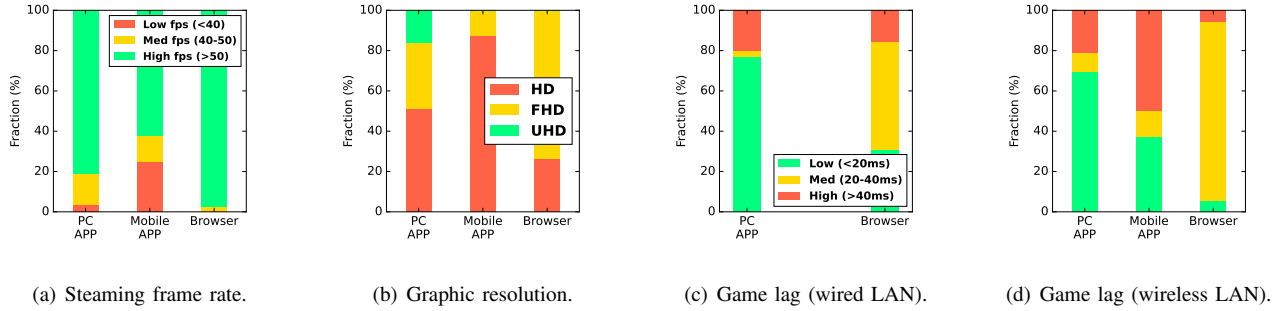 Fraction (%)
100
80
60
40
20
0
Low fps (<40)
Med fps (40-50)
High fps (>50)
PC
APP
Mobile
APP
Browser
(a) Steaming frame rate.
Fraction (%)
100
80
60
40
20
0
HD
FHD
UHD
PC
APP
Mobile
APP
Browser
(b) Graphic resolution.
Fraction (%)
100
80
60
40
20
0
Low (<20ms)
Med (20-40ms)
High (>40ms)
PC
APP
Browser
(c) Game lag (wired LAN).
Fraction (%)
100
80
60
40
20
0
PC
APP
Mobile
APP
Browser
(d) Game lag (wireless LAN).